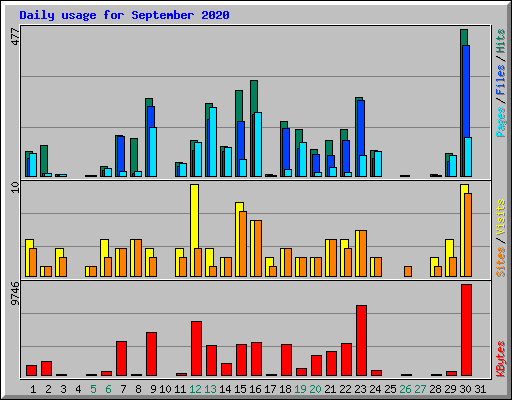 Daily usage for September 2020
477
Pages / Files / Hits
10
Sites / Visits
9746
KBytes
1 2 3 4 5 6 7 8 9 10 11 12 13 14 15 16 17 18 19 20 21 22 23 24 25 26 27 28 29 30 31